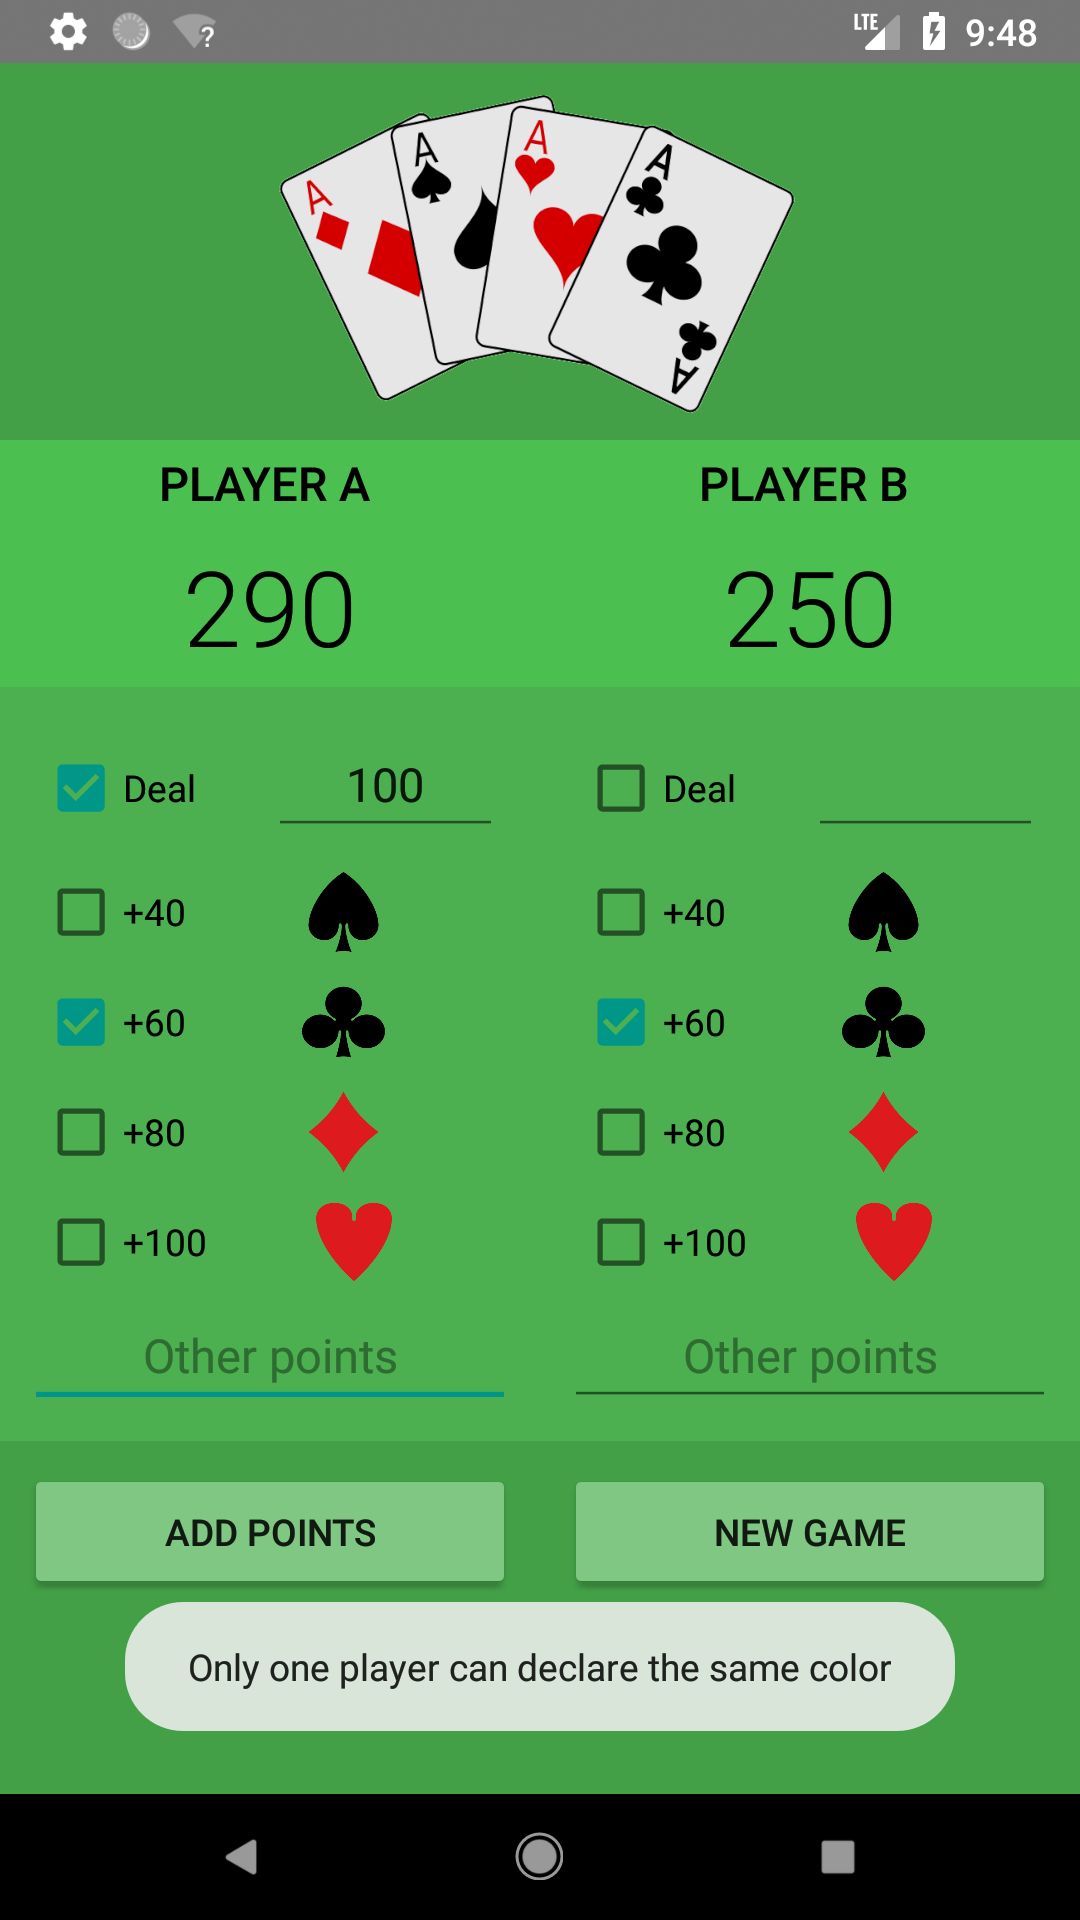 LTE 9:48
A A A A
A
PLAYER A PLAYER B
290 250
Deal 100 Deal
+40 +40
+60 +60
+80 +80
+100 +100
Other points Other points
ADD POINTS NEW GAME
Only one player can declare the same color